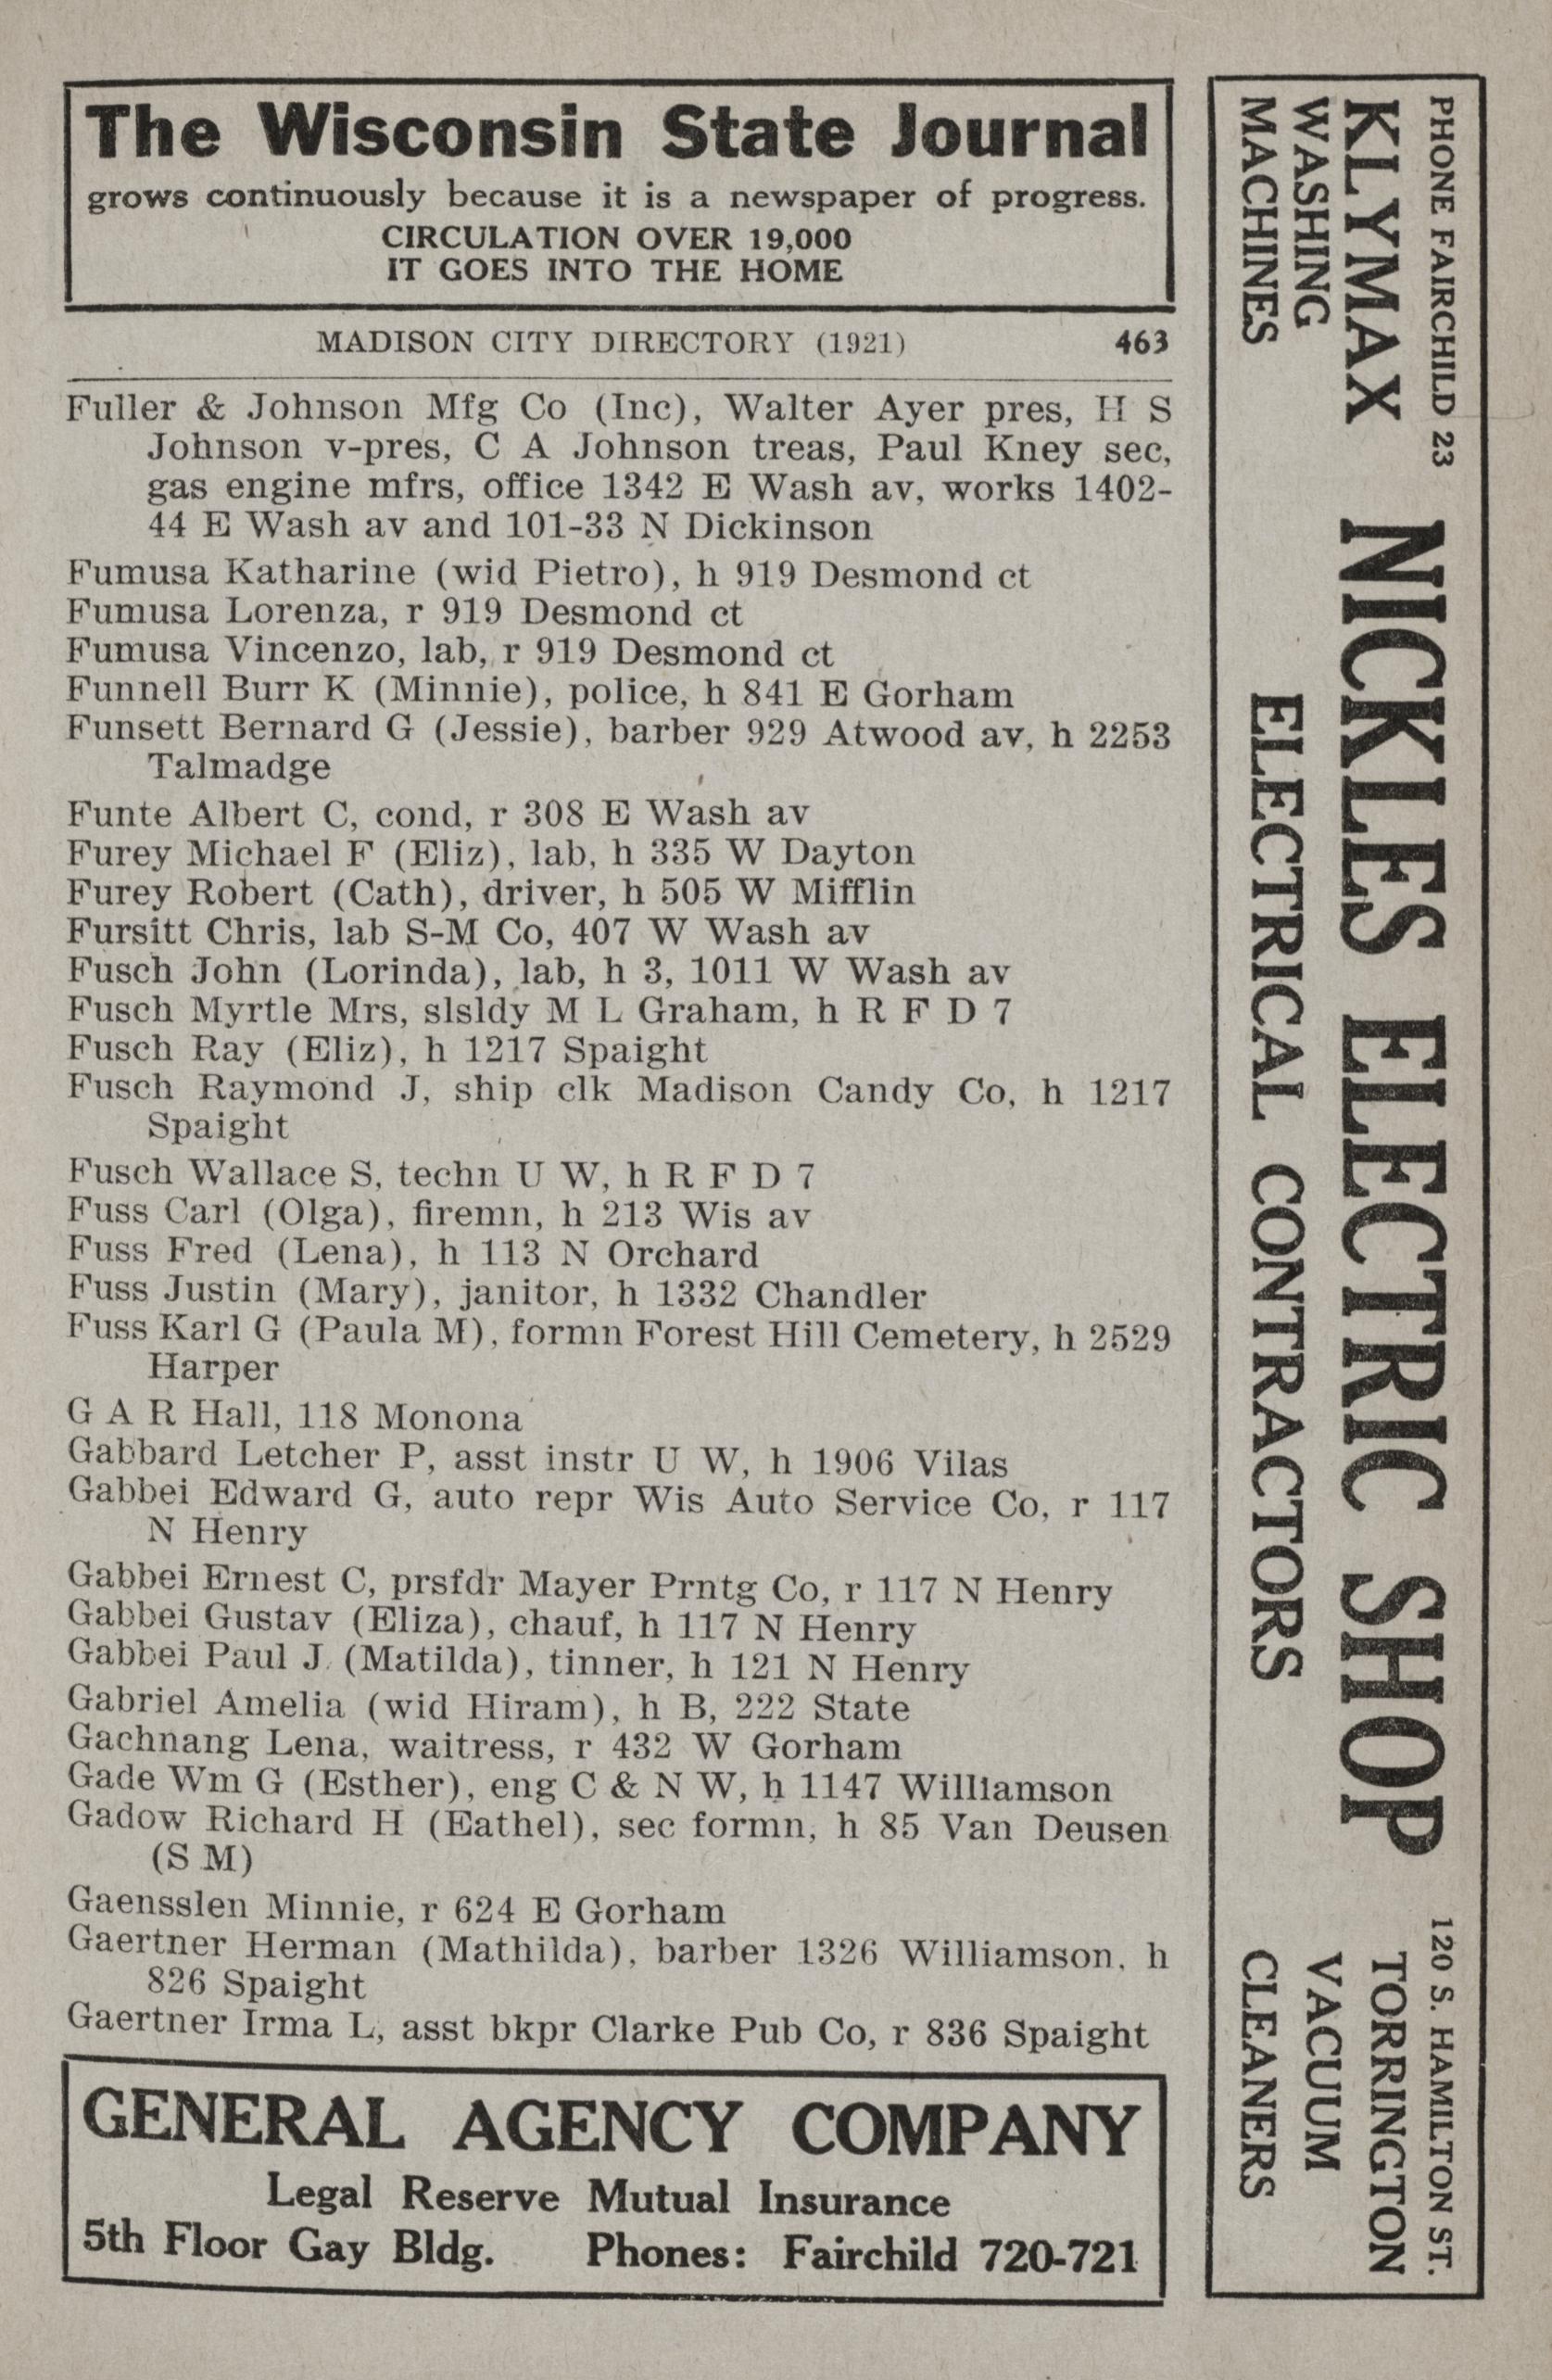 The Wisconsin State Journal
grows continuously because it is a newspaper of progress.
CIRCULATION OVER 19,000
IT GOES INTO THE HOME
MADISON CITY DIRECTORY (1921) 463
Fuller & Johnson Mfg Co (Inc), Walter Ayer pres, H S
Johnson v-pres, C A Johnson treas, Paul Kney sec,
gas engine mfrs, office 1342 E Wash av, works 1402-
44 E Wash av and 101-33 N Dickinson
Fumusa Katharine (wid Pietro), h 919 Desmond ct
Fumusa Lorenza, r 919 Desmond ct
Fumusa Vincenzo, lab, r 919 Desmond ct
Funnell Burr K (Minnie), police, h 841 E Gorham
Funsett Bernard G (Jessie), barber 929 Atwood av, h 2253
Talmadge
Funte Albert C, cond, r 308 E Wash av
Furey Michael F (Eliz), lab, h 335 W Dayton
Furey Robert (Cath), driver, h 505 W Mifflin
Fursitt Chris, lab S-M Co, 407 W Wash av
Fusch John (Lorinda), lab, h 3, 1011 W Wash av
Fusch Myrtle Mrs, slsldy M L Graham, h R F D 7
Fusch Ray (Eliz), h 1217 Spaight
Fusch Raymond J, ship clk Madison Candy Co, h 1217
Spaight
Fusch Wallace S, techn U W, h R F D 7
Fuss Carl (Olga), firemn, h 213 Wis av
Fuss Fred (Lena), h 113 N Orchard
Fuss Justin (Mary), janitor, h 1332 Chandler
Fuss Karl G (Paula M), formn Forest Hill Cemetery, h 2529
Harper
G A R Hall, 118 Monona
Gabbard Letcher P, asst instr U W, h 1906 Vilas
Gabbei Edward G, auto repr Wis Auto Service Co, r 117
N Henry
Gabbei Ernest C, prsfdr Mayer Prntg Co, r 117 N Henry
Gabbei Gustav (Eliza), chauf, h 117 N Henry
Gabbei Paul J (Matilda), tinner, h 121 N Henry
Gabriel Amelia (wid Hiram), h B, 222 State
Gachnang Lena, waitress, r 432 W Gorham
Gade Wm G (Esther), eng C & N W, h 1147 Williamson
Gadow Richard H (Eathel), sec formn, h 85 Van Deusen
(S M)
Gaensslen Minnie, r 624 E Gorham
Gaertner Herman (Mathilda), barber 1326 Williamson, h
826 Spaight
Gaertner Irma L, asst bkpr Clarke Pub Co, r 836 Spaight
GENERAL AGENCY COMPANY
Legal Reserve Mutual Insurance
5th Floor Gay Bldg. Phones: Fairchild 720-721
PHONE FAIRCHILD 23
KLYMAX
WASHING
MACHINES
NICKLES ELECTRIC SHOP
ELECTRICAL CONTRACTORS
120 S. HAMILTON ST.
TORRINGTON
VACUUM
CLEANERS